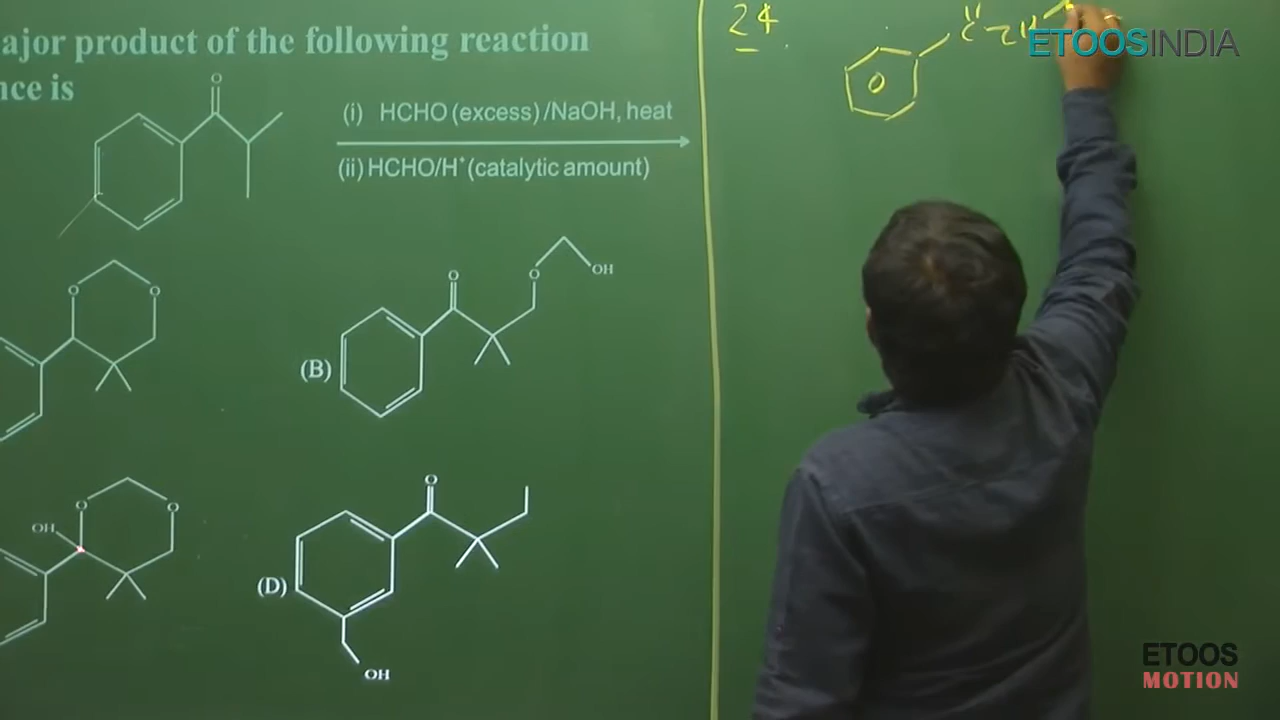 ajor product of the following reaction
nce is
O
(i) HCHO (excess) /NaOH, heat
(ii) HCHO/H⁺ (catalytic amount)
O
O
(B)
O
O
OH
OH
O
O
(D)
O
OH
24
C
ETOOSINDIA
ETOOS
MOTION